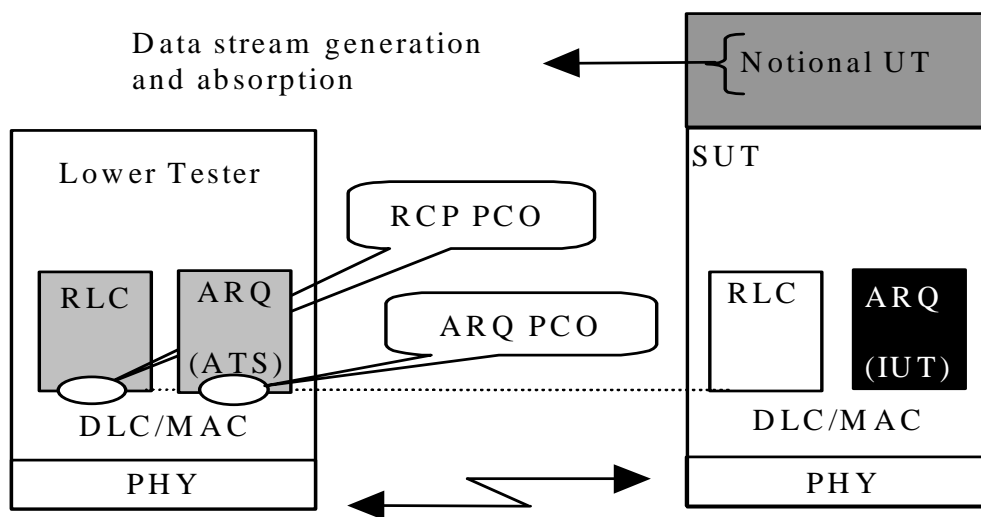 Data stream generation
and absorption
Notional UT
SUT
Lower Tester
RCP PCO
RLC
ARQ
(ATS)
ARQ PCO
RLC
ARQ
(IUT)
DLC/MAC
DLC/MAC
PHY
PHY